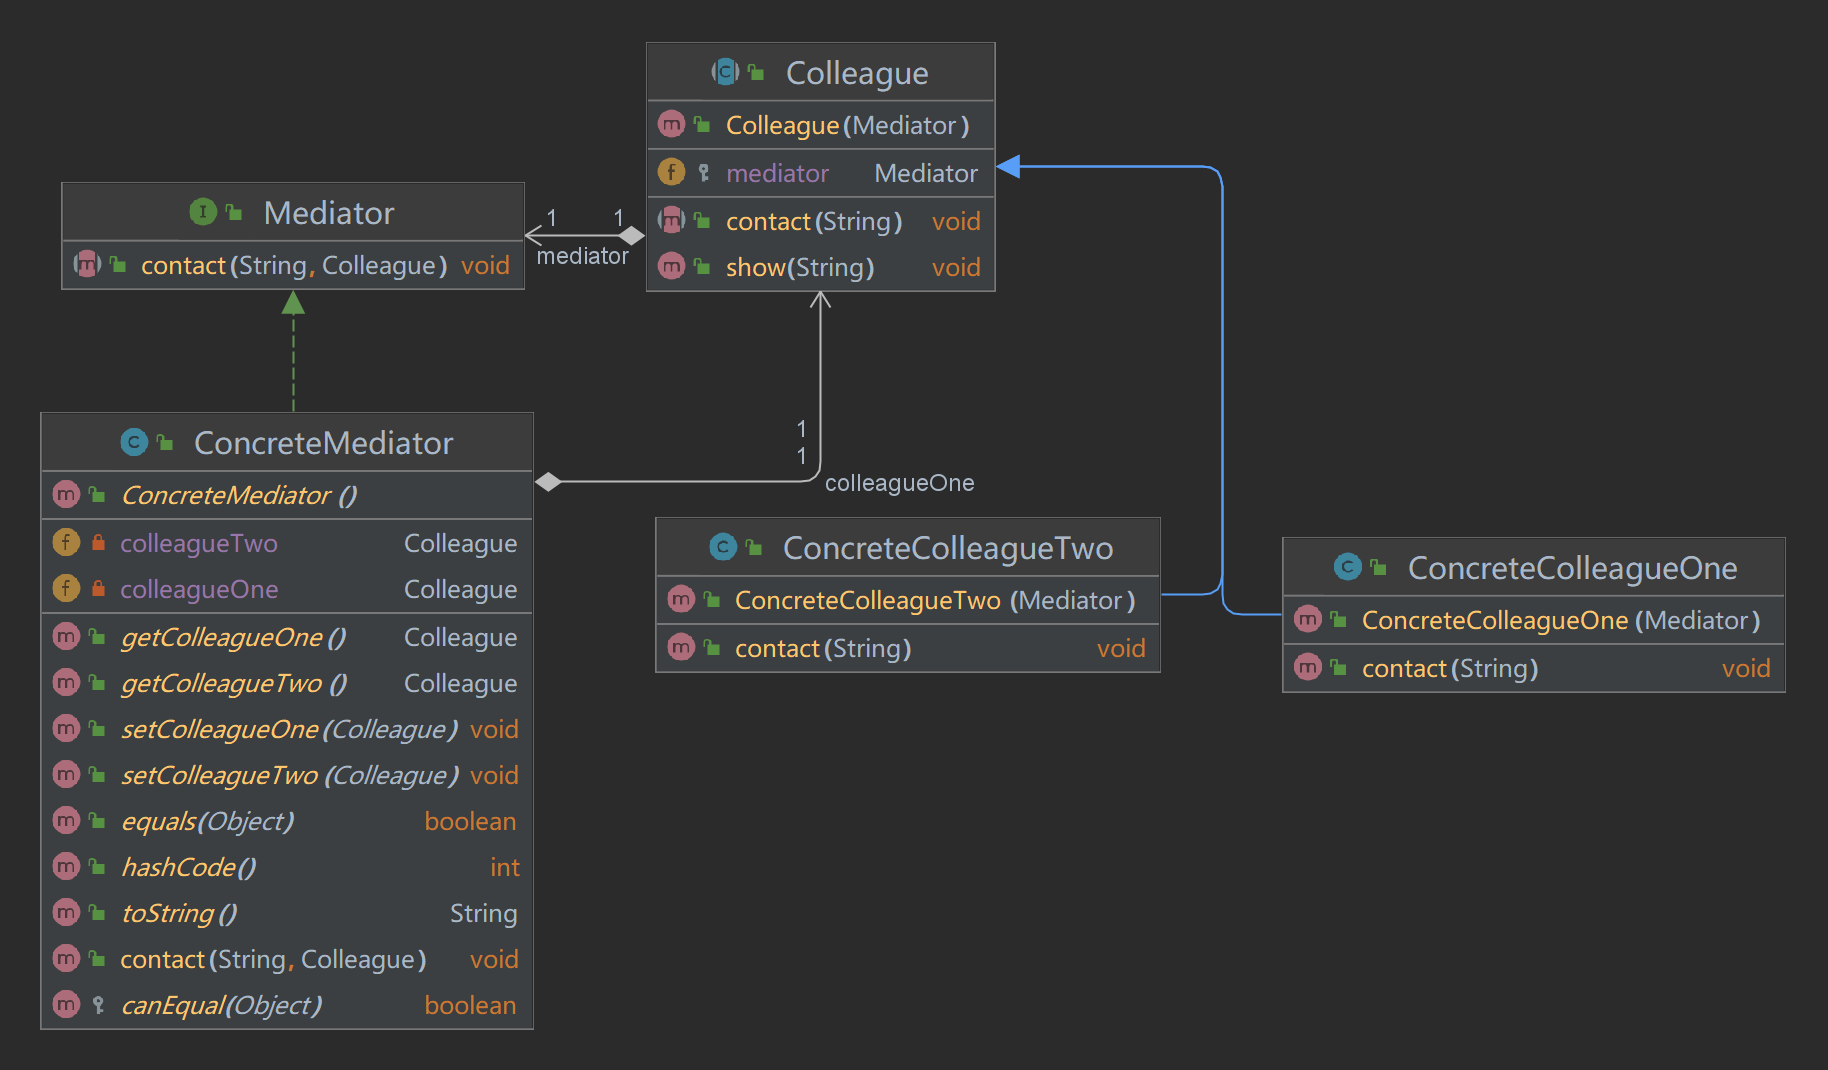 Colleague
Colleague(Mediator)
mediator Mediator
contact(String) void
show(String) void
Mediator
contact(String, Colleague) void
1 1
mediator
1
1
colleagueOne
ConcreteMediator
ConcreteMediator()
colleagueTwo Colleague
colleagueOne Colleague
getColleagueOne() Colleague
getColleagueTwo() Colleague
setColleagueOne(Colleague) void
setColleagueTwo(Colleague) void
equals(Object) boolean
hashCode() int
toString() String
contact(String, Colleague) void
canEqual(Object) boolean
ConcreteColleagueTwo
ConcreteColleagueTwo(Mediator)
contact(String) void
ConcreteColleagueOne
ConcreteColleagueOne(Mediator)
contact(String) void